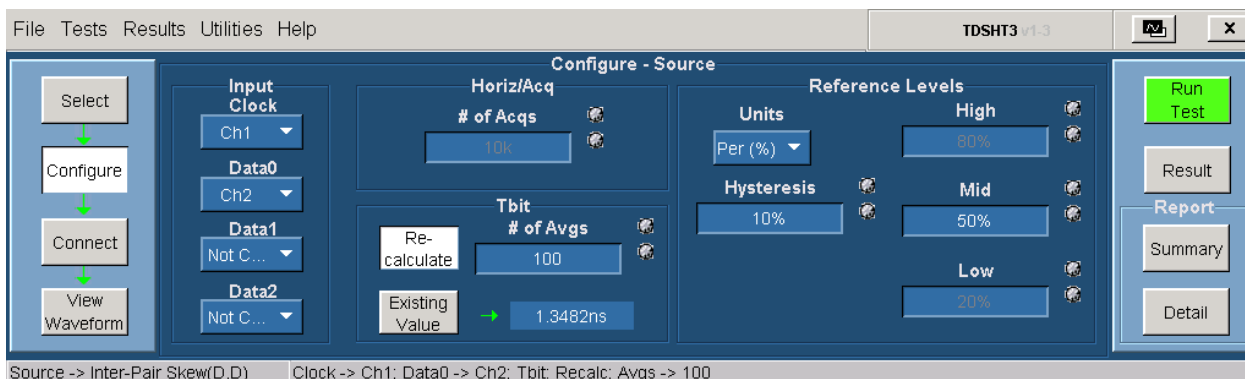 File Tests Results Utilities Help
TDSHT3 v1-3
x
Select
Configure
Connect
View
Waveform
Configure - Source
Input
Clock
Ch1
Data0
Ch2
Data1
Not C...
Data2
Not C...
Horiz/Acq
# of Acqs
10k
Tbit
Re-
calculate
# of Avgs
100
Existing
Value
1.3482ns
Reference Levels
Units
Per (%)
Hysteresis
10%
High
80%
Mid
50%
Low
20%
Run
Test
Result
Report
Summary
Detail
Source -> Inter-Pair Skew(D,D) Clock -> Ch1; Data0 -> Ch2; Tbit: Recalc; Avgs -> 100